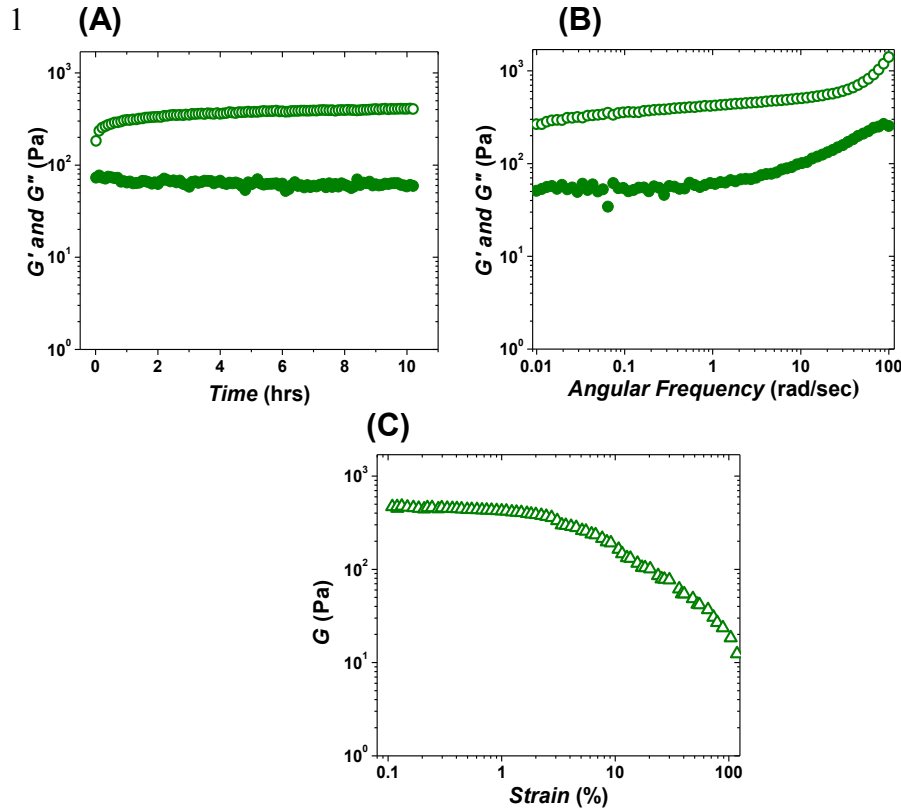 1
(A)
G' and G" (Pa)
10³
10²
10¹
10⁰
0 2 4 6 8 10
Time (hrs)
(B)
G' and G" (Pa)
10³
10²
10¹
10⁰
0.01 0.1 1 10 100
Angular Frequency (rad/sec)
(C)
G (Pa)
10³
10²
10¹
10⁰
0.1 1 10 100
Strain (%)